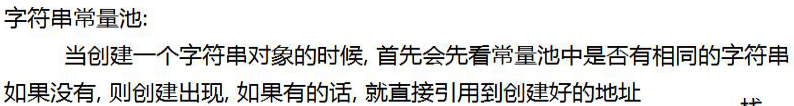 字符串常量池:
当创建一个字符串对象的时候, 首先会先看常量池中是否有相同的字符串
如果没有, 则创建出现, 如果有的话, 就直接引用到创建好的地址